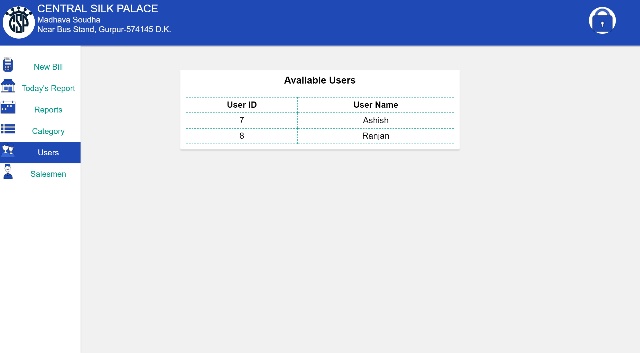 CENTRAL SILK PALACE
Madhava Soudha
Near Bus Stand, Gurpur-574145 D.K.
CSP
New Bill
Today's Report
Reports
Category
Users
Salesmen
Available Users
User ID User Name
7 Ashish
8 Ranjan